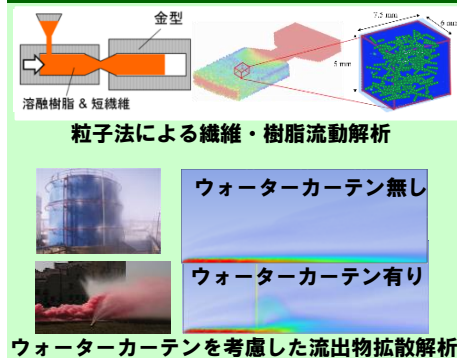 金型
溶融樹脂 & 短繊維
7.5 mm
6 mm
5 mm
粒子法による繊維・樹脂流動解析
ウォーターカーテン無し
ウォーターカーテン有り
ウォーターカーテンを考慮した流出物拡散解析